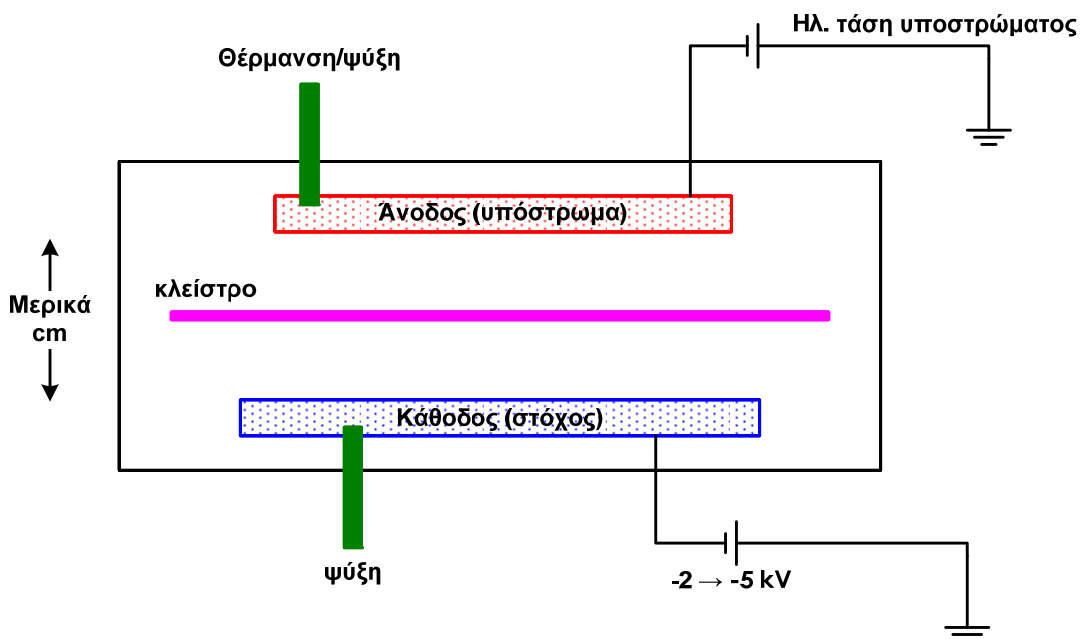 Ηλ. τάση υποστρώματος
Θέρμανση/ψύξη
Άνοδος (υπόστρωμα)
κλείστρο
Μερικά
cm
Κάθοδος (στόχος)
ψύξη
-2 → -5 kV